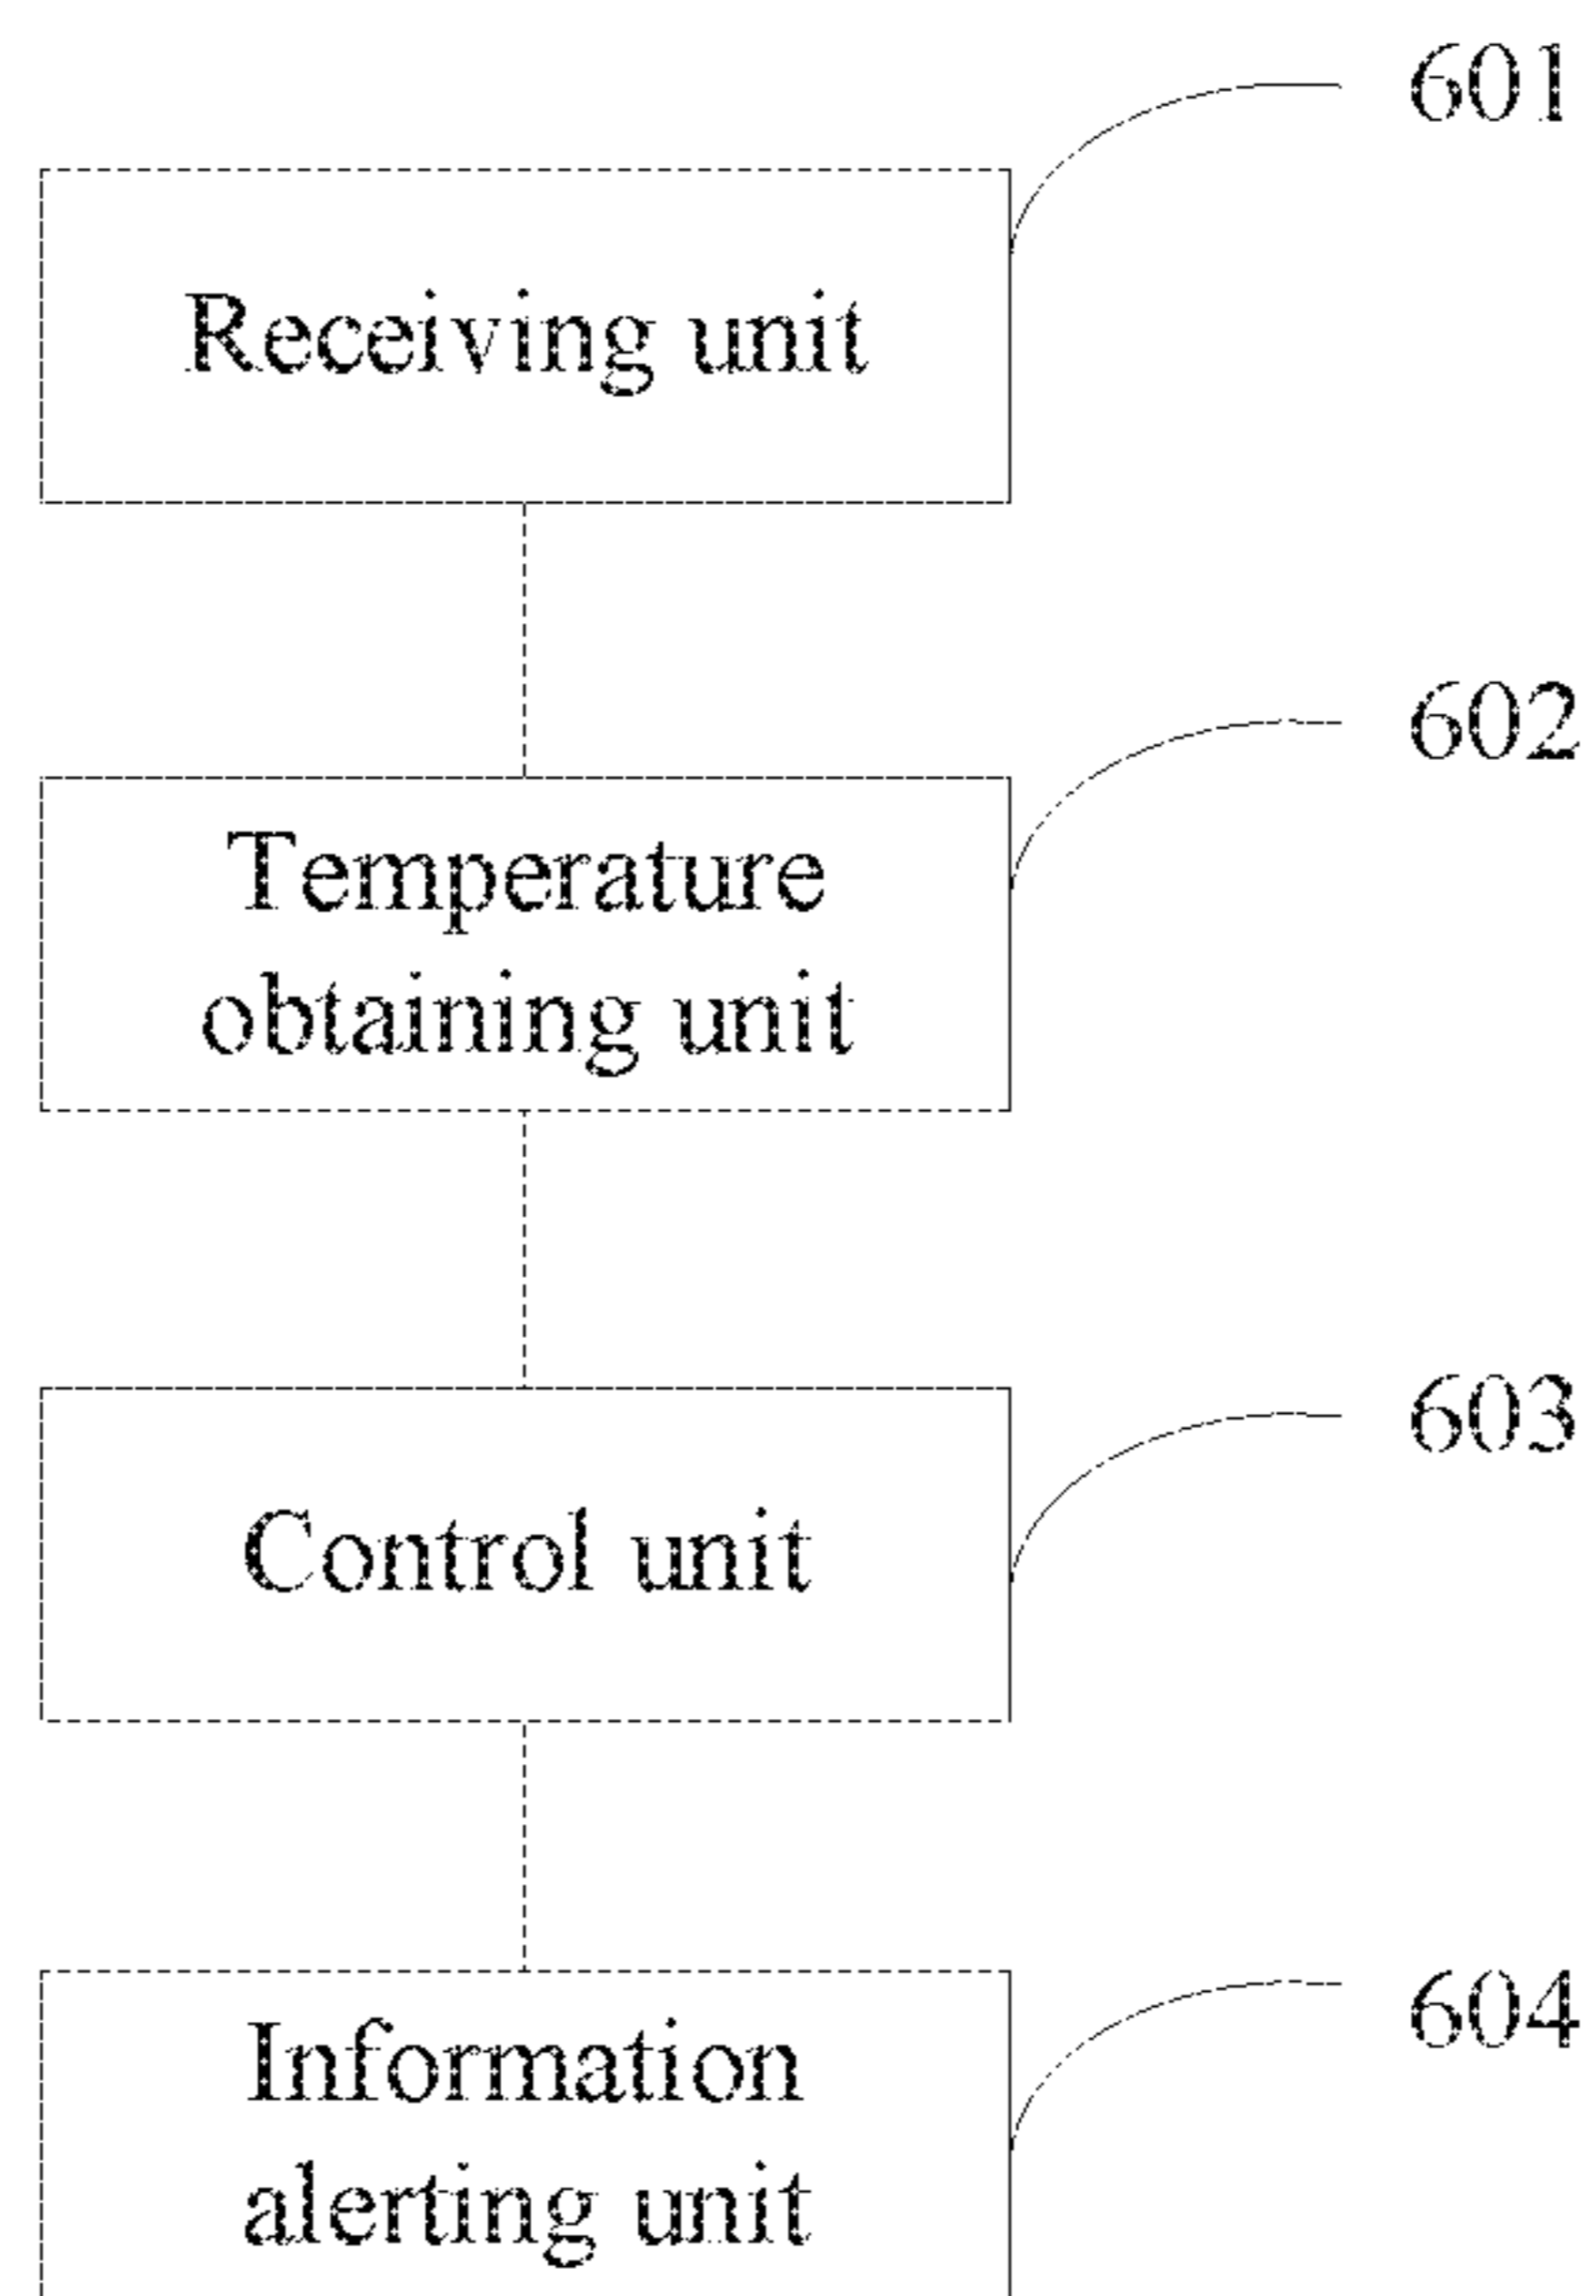 601
Receiving unit
602
Temperature
obtaining unit
603
Control unit
604
Information
alerting unit